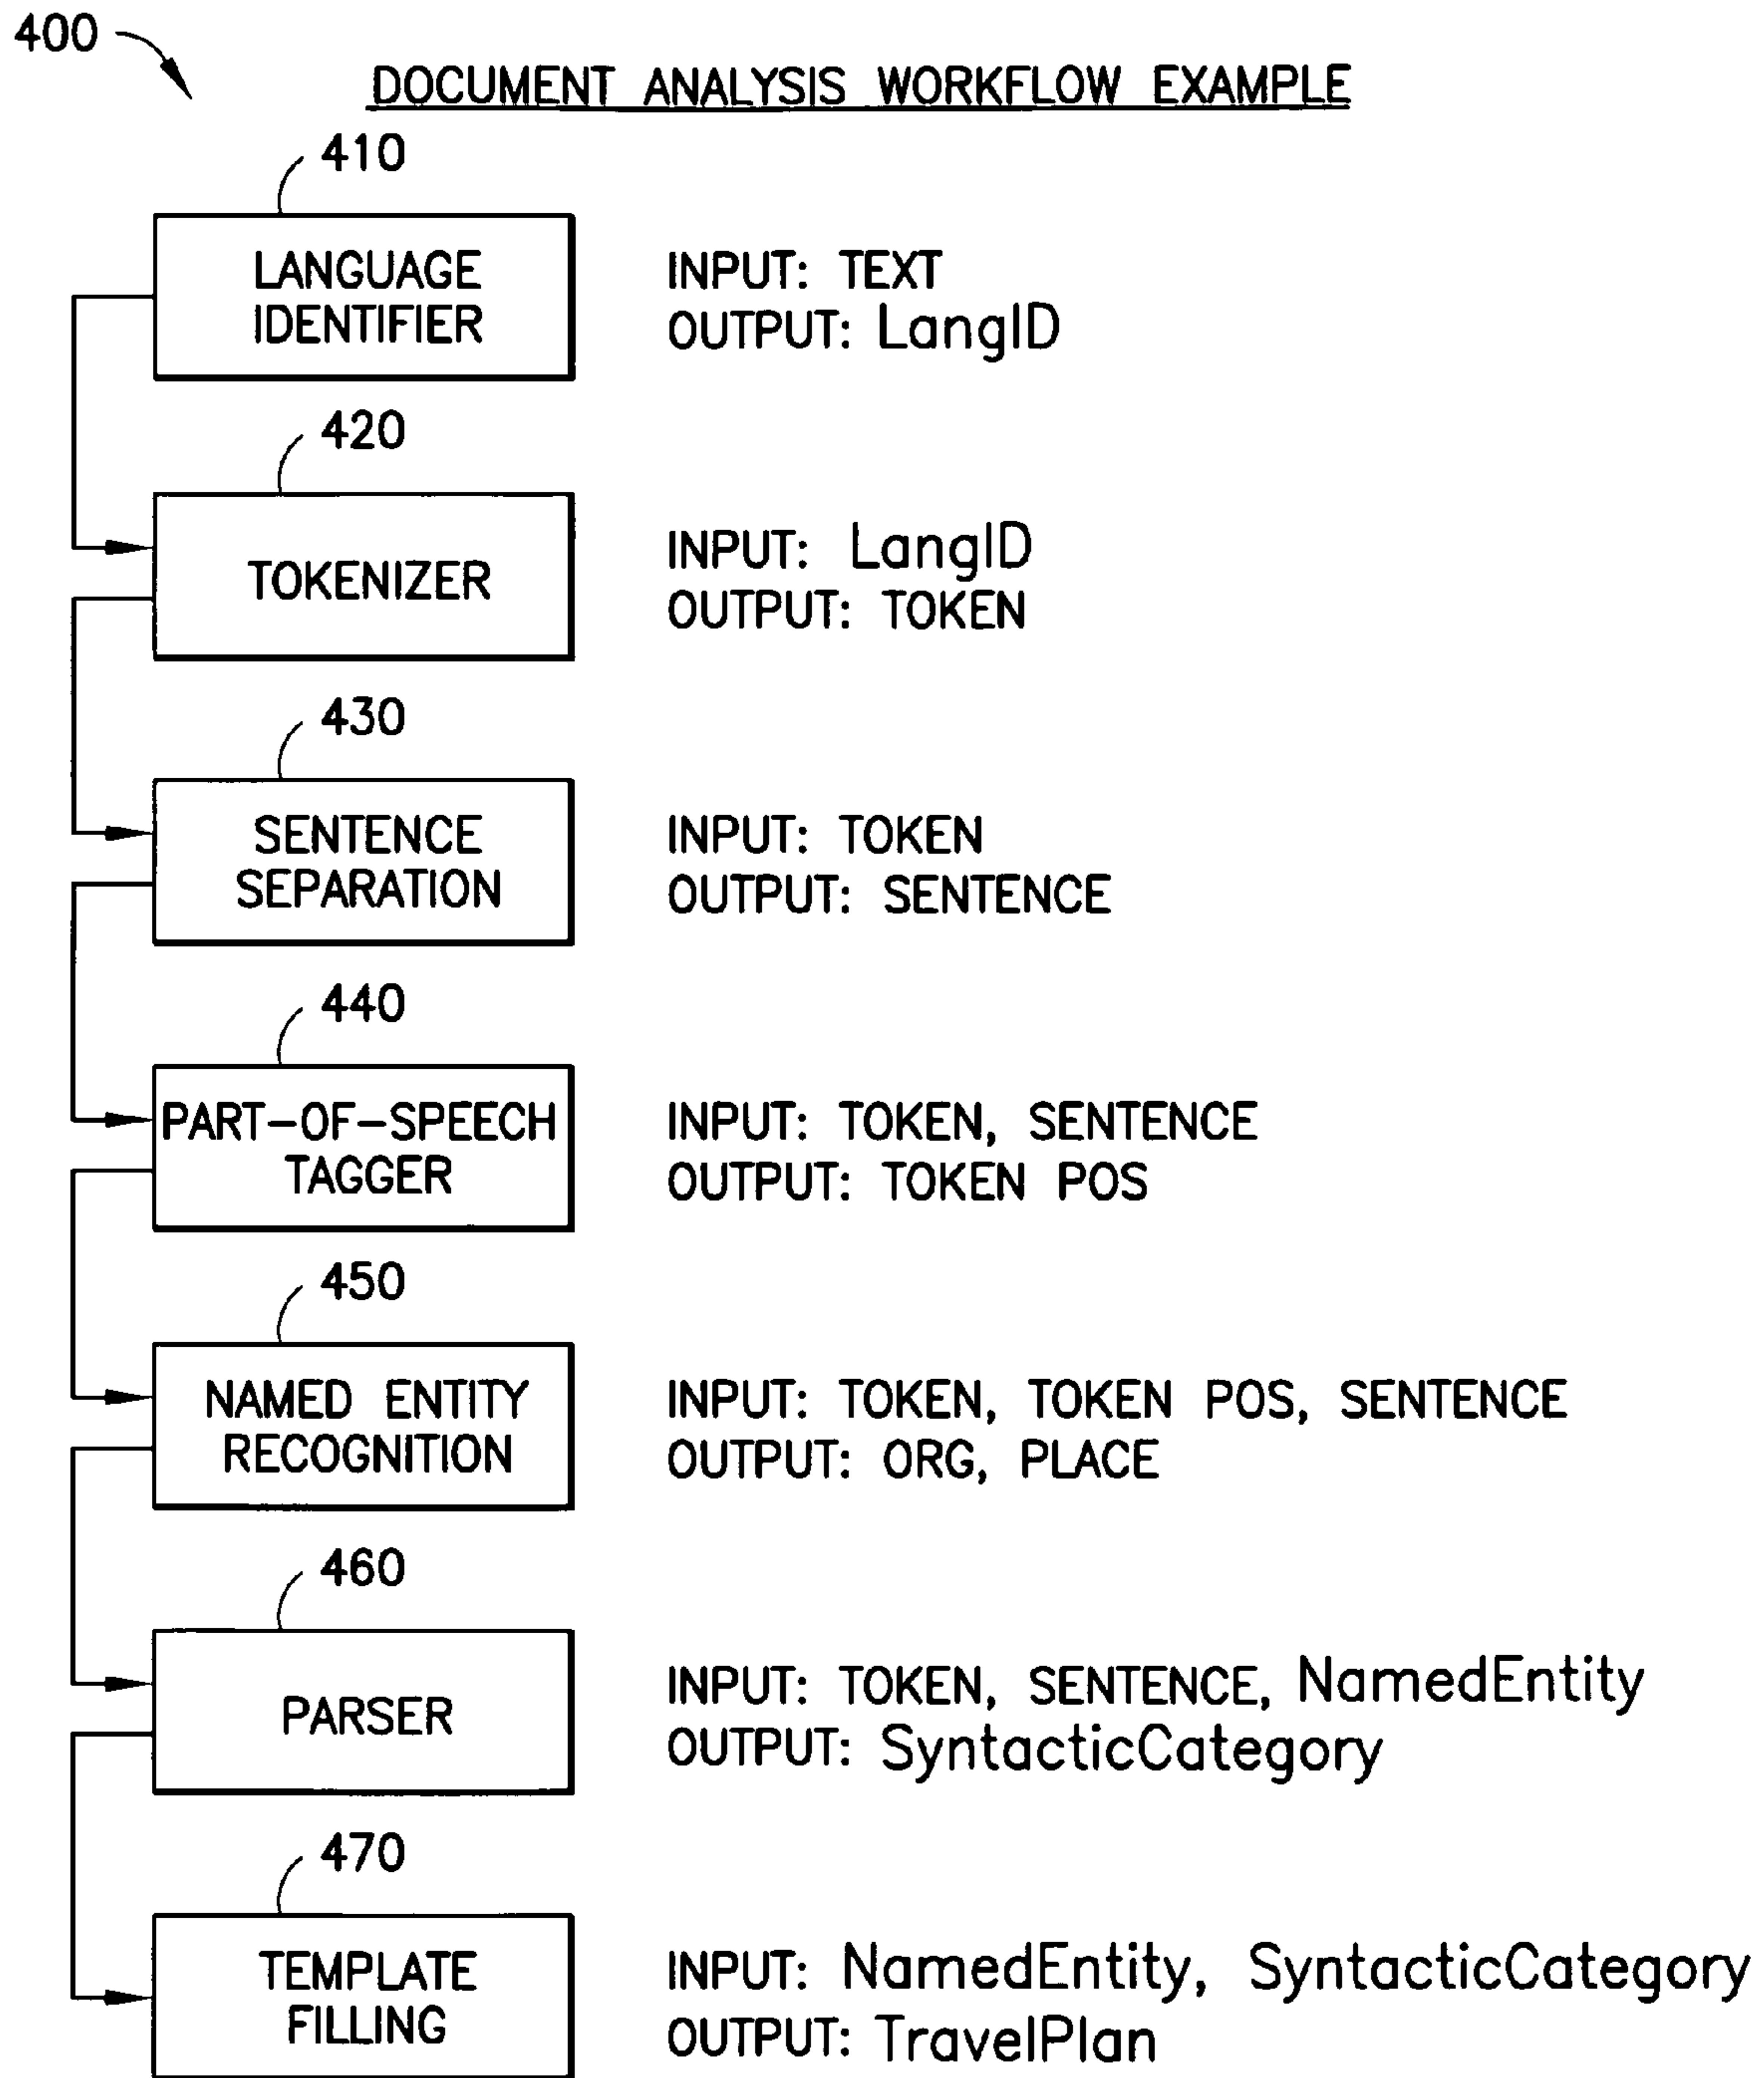 400
DOCUMENT ANALYSIS WORKFLOW EXAMPLE
410
LANGUAGE
IDENTIFIER
INPUT: TEXT
OUTPUT: LangID
420
TOKENIZER
INPUT: LangID
OUTPUT: TOKEN
430
SENTENCE
SEPARATION
INPUT: TOKEN
OUTPUT: SENTENCE
440
PART-OF-SPEECH
TAGGER
INPUT: TOKEN, SENTENCE
OUTPUT: TOKEN POS
450
NAMED ENTITY
RECOGNITION
INPUT: TOKEN, TOKEN POS, SENTENCE
OUTPUT: ORG, PLACE
460
PARSER
INPUT: TOKEN, SENTENCE, NamedEntity
OUTPUT: SyntacticCategory
470
TEMPLATE
FILLING
INPUT: NamedEntity, SyntacticCategory
OUTPUT: TravelPlan